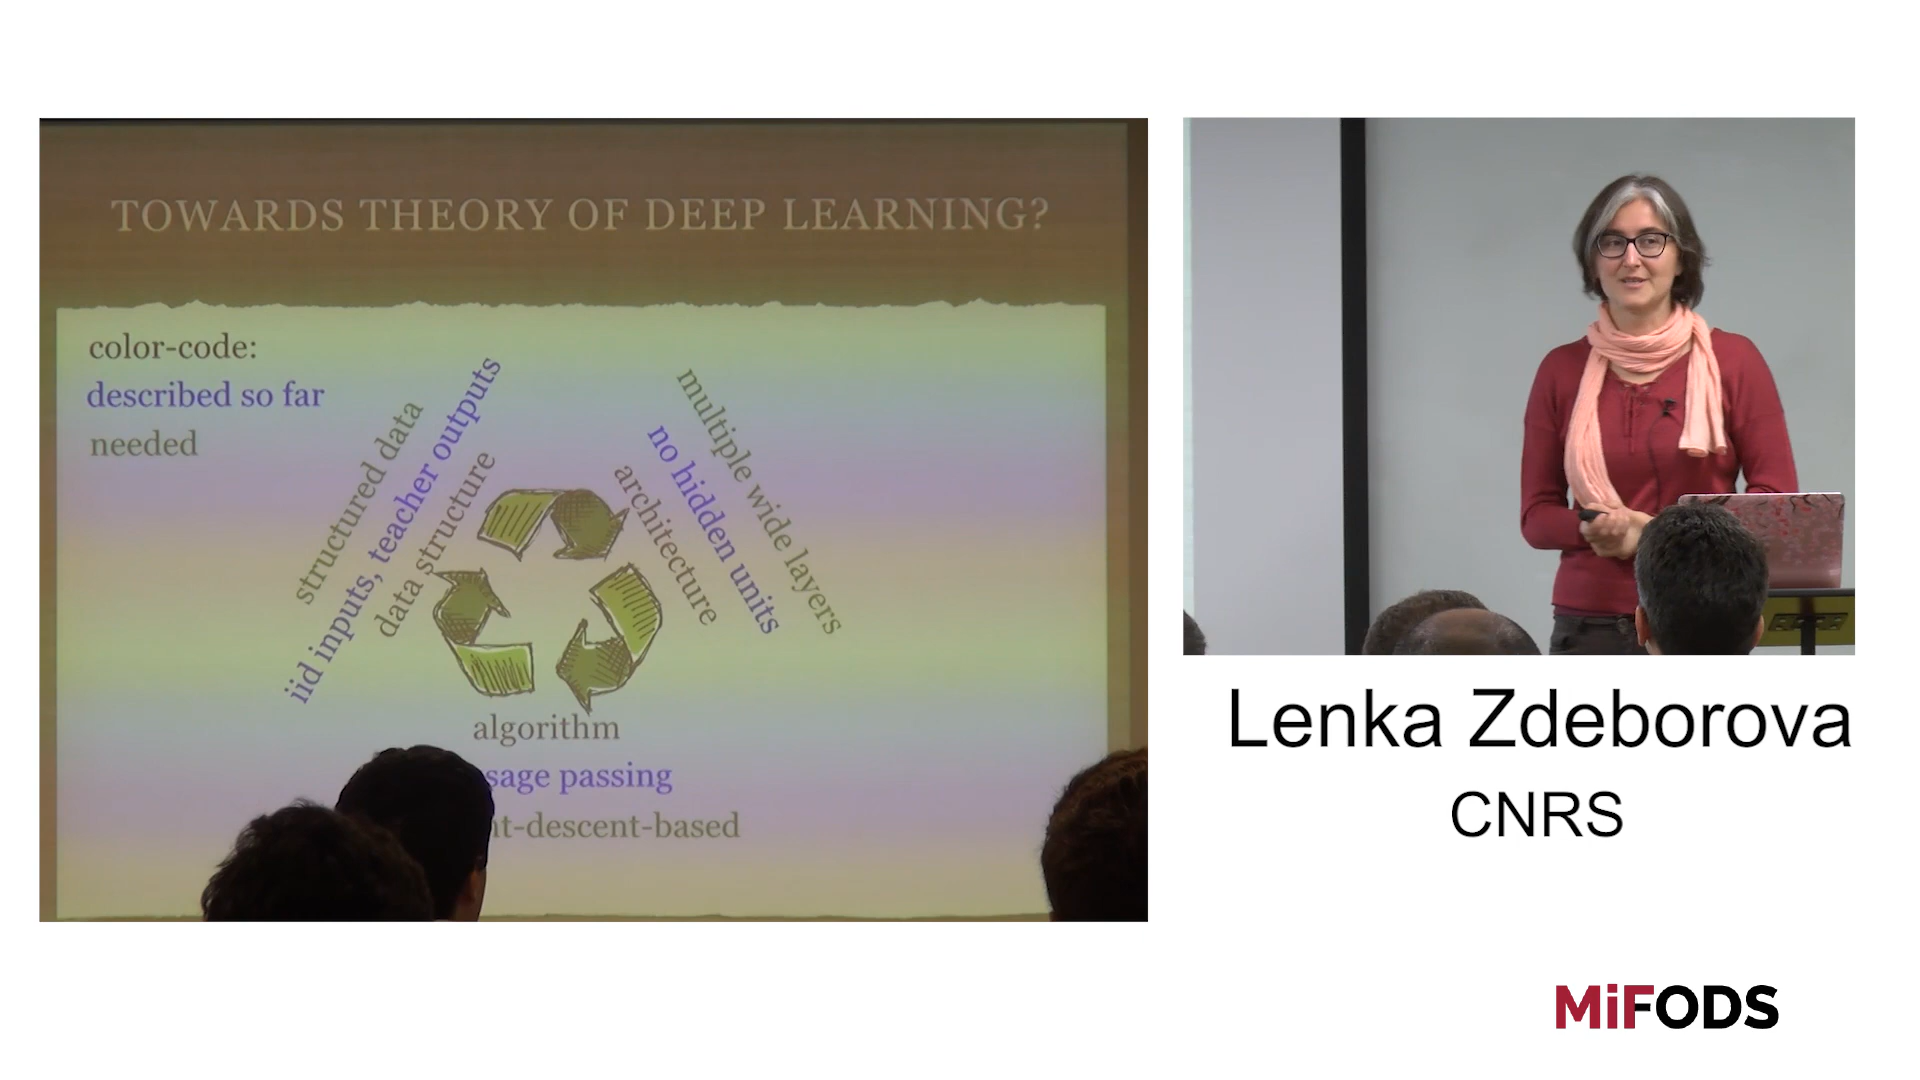 TOWARDS THEORY OF DEEP LEARNING?
color-code:
described so far
needed
structured data
iid inputs, teacher outputs
data structure
multiple wide layers
no hidden units
architecture
algorithm
passing
Lenka Zdeborova
CNRS
MiFODS